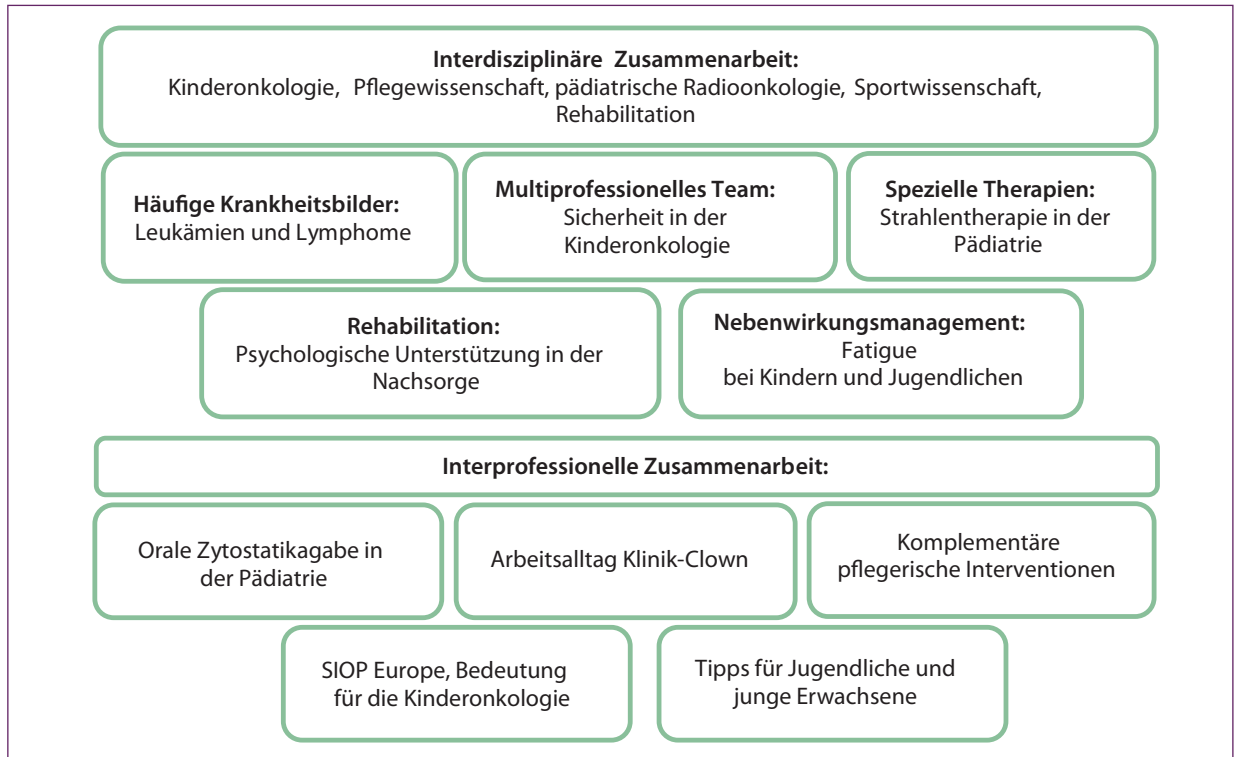 Interdisziplinäre Zusammenarbeit:
Kinderonkologie, Pflegewissenschaft, pädiatrische Radioonkologie, Sportwissenschaft,
Rehabilitation
Häufige Krankheitsbilder:
Leukämien und Lymphome
Multiprofessionelles Team:
Sicherheit in der
Kinderonkologie
Spezielle Therapien:
Strahlentherapie in der
Pädiatrie
Rehabilitation:
Psychologische Unterstützung in der
Nachsorge
Nebenwirkungsmanagement:
Fatigue
bei Kindern und Jugendlichen
Interprofessionelle Zusammenarbeit:
Orale Zytostatikagabe in
der Pädiatrie
Arbeitsalltag Klinik-Clown
Komplementäre
pflegerische Interventionen
SIOP Europe, Bedeutung
für die Kinderonkologie
Tipps für Jugendliche und
junge Erwachsene